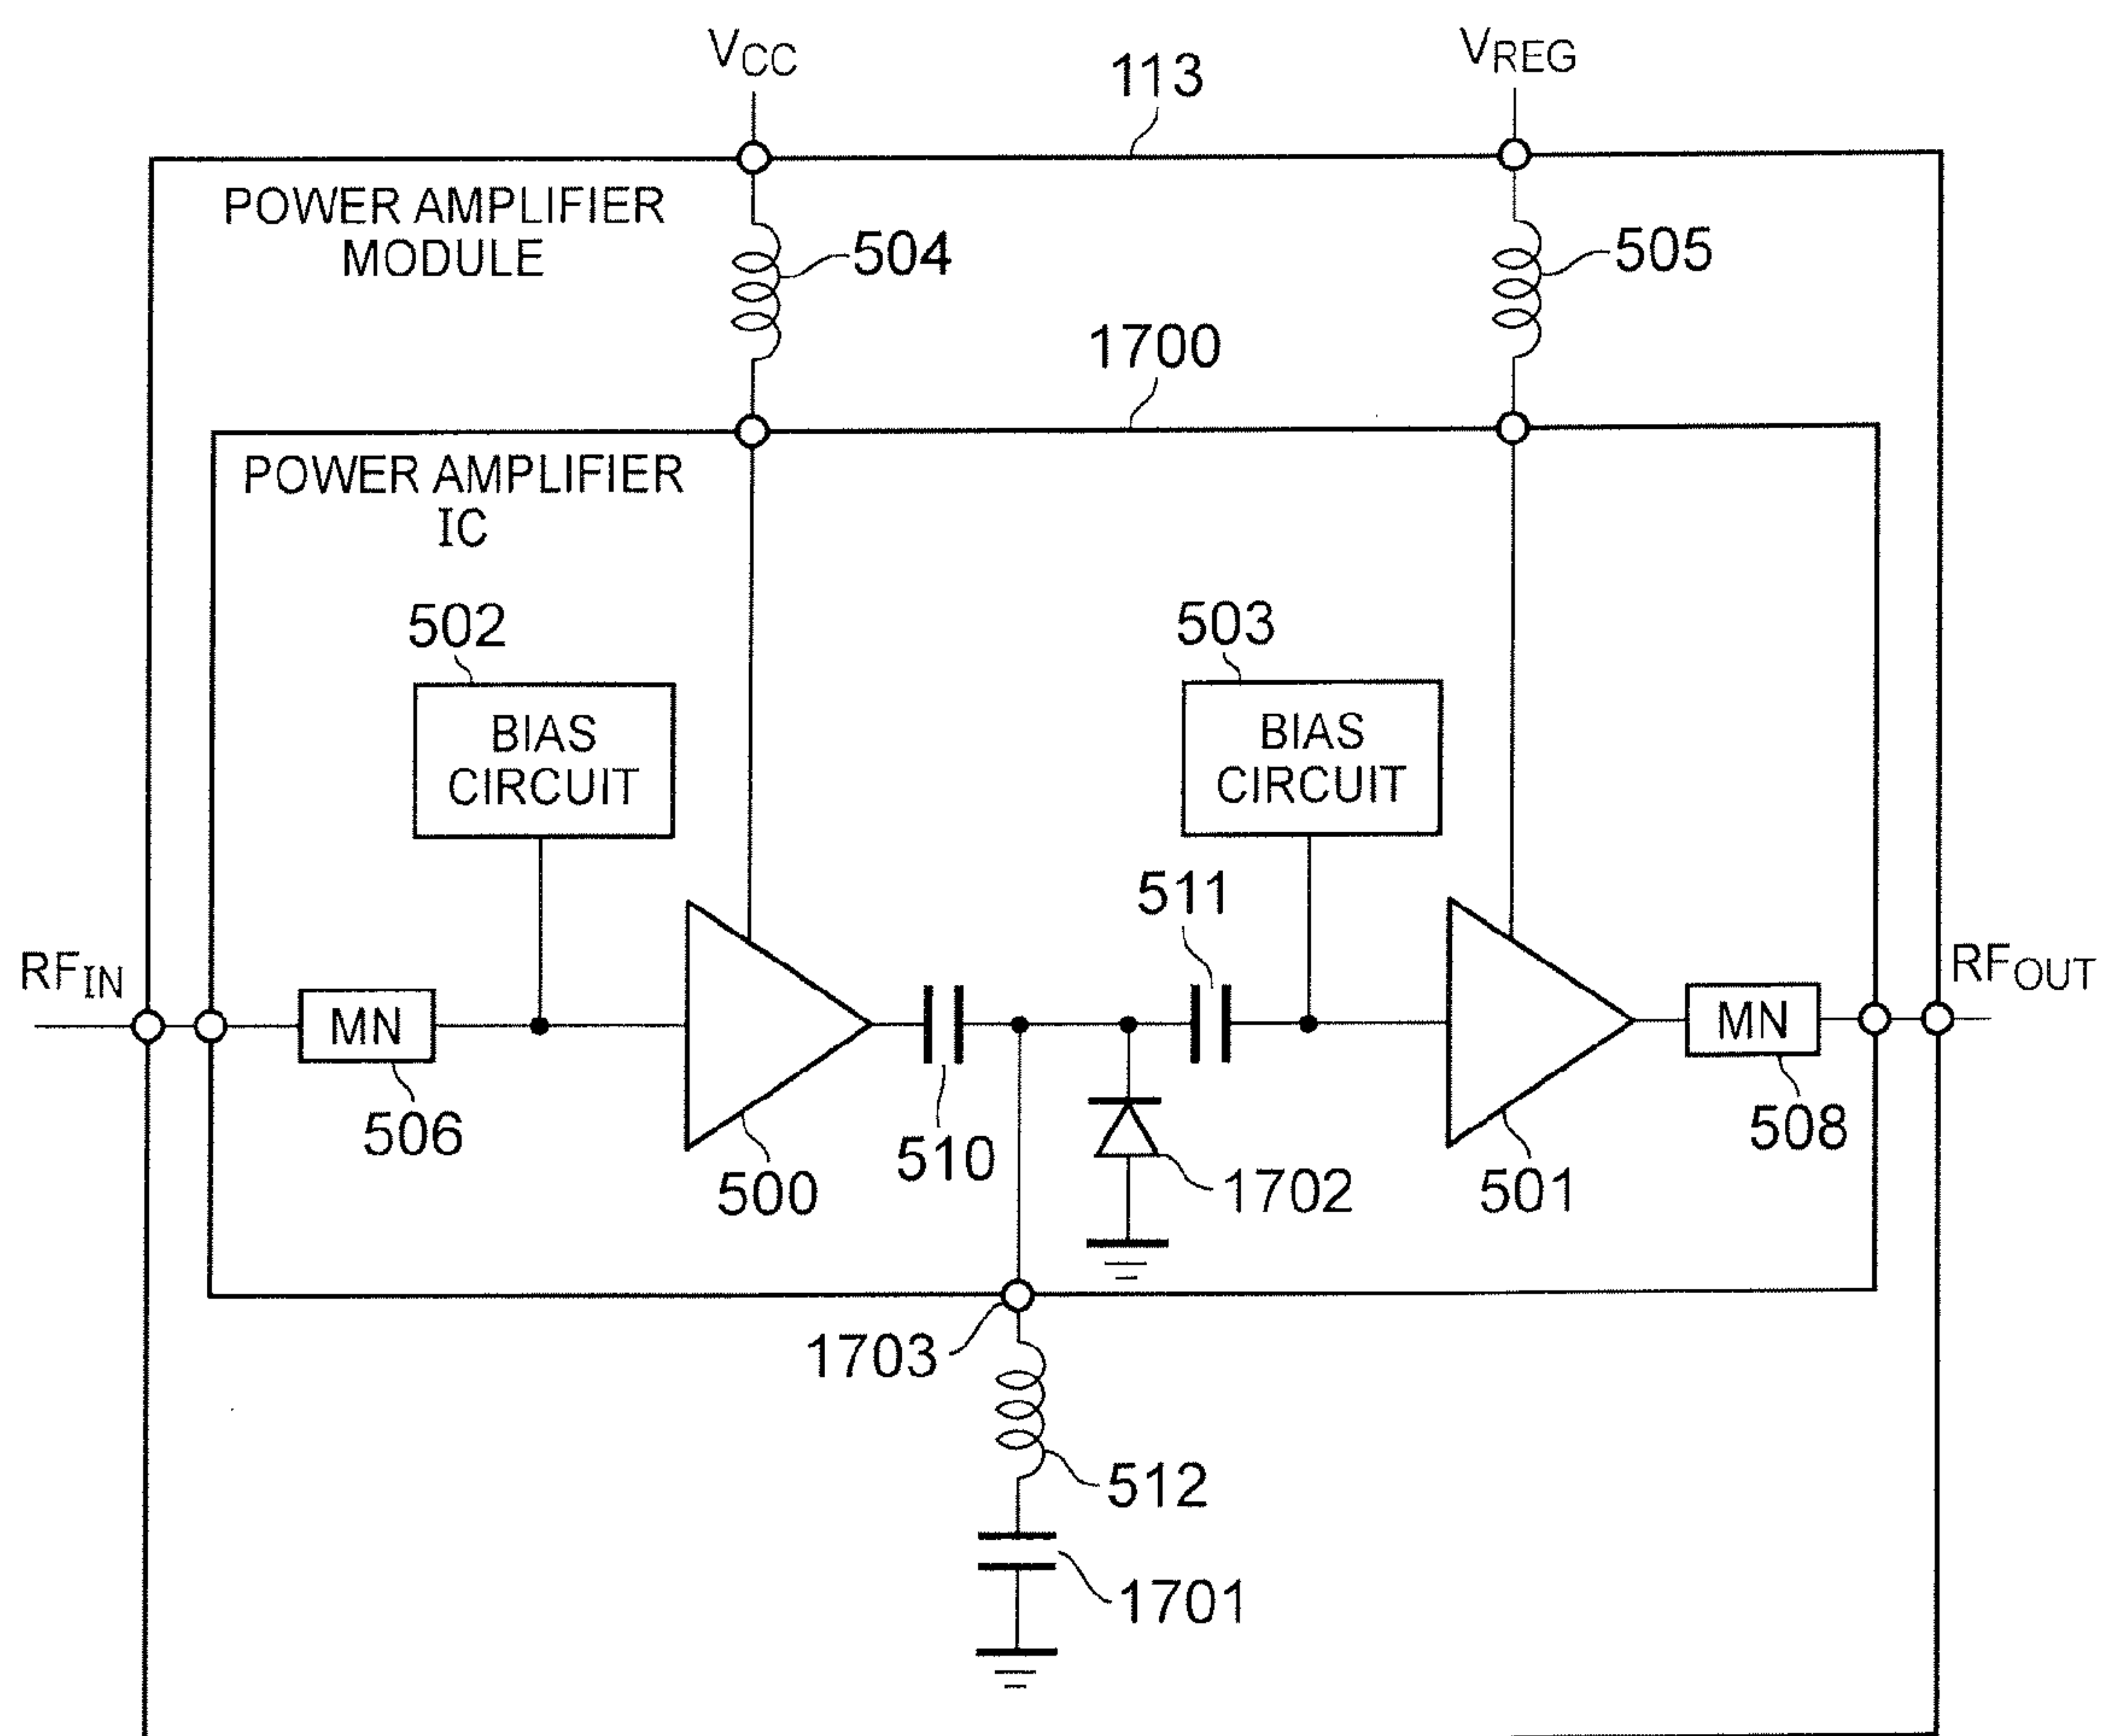 VCC
VREG
113
POWER AMPLIFIER
MODULE
504
505
1700
POWER AMPLIFIER
IC
502
503
BIAS
CIRCUIT
BIAS
CIRCUIT
511
RFIN
RFOUT
MN
MN
506
510
500
1702
501
508
1703
512
1701